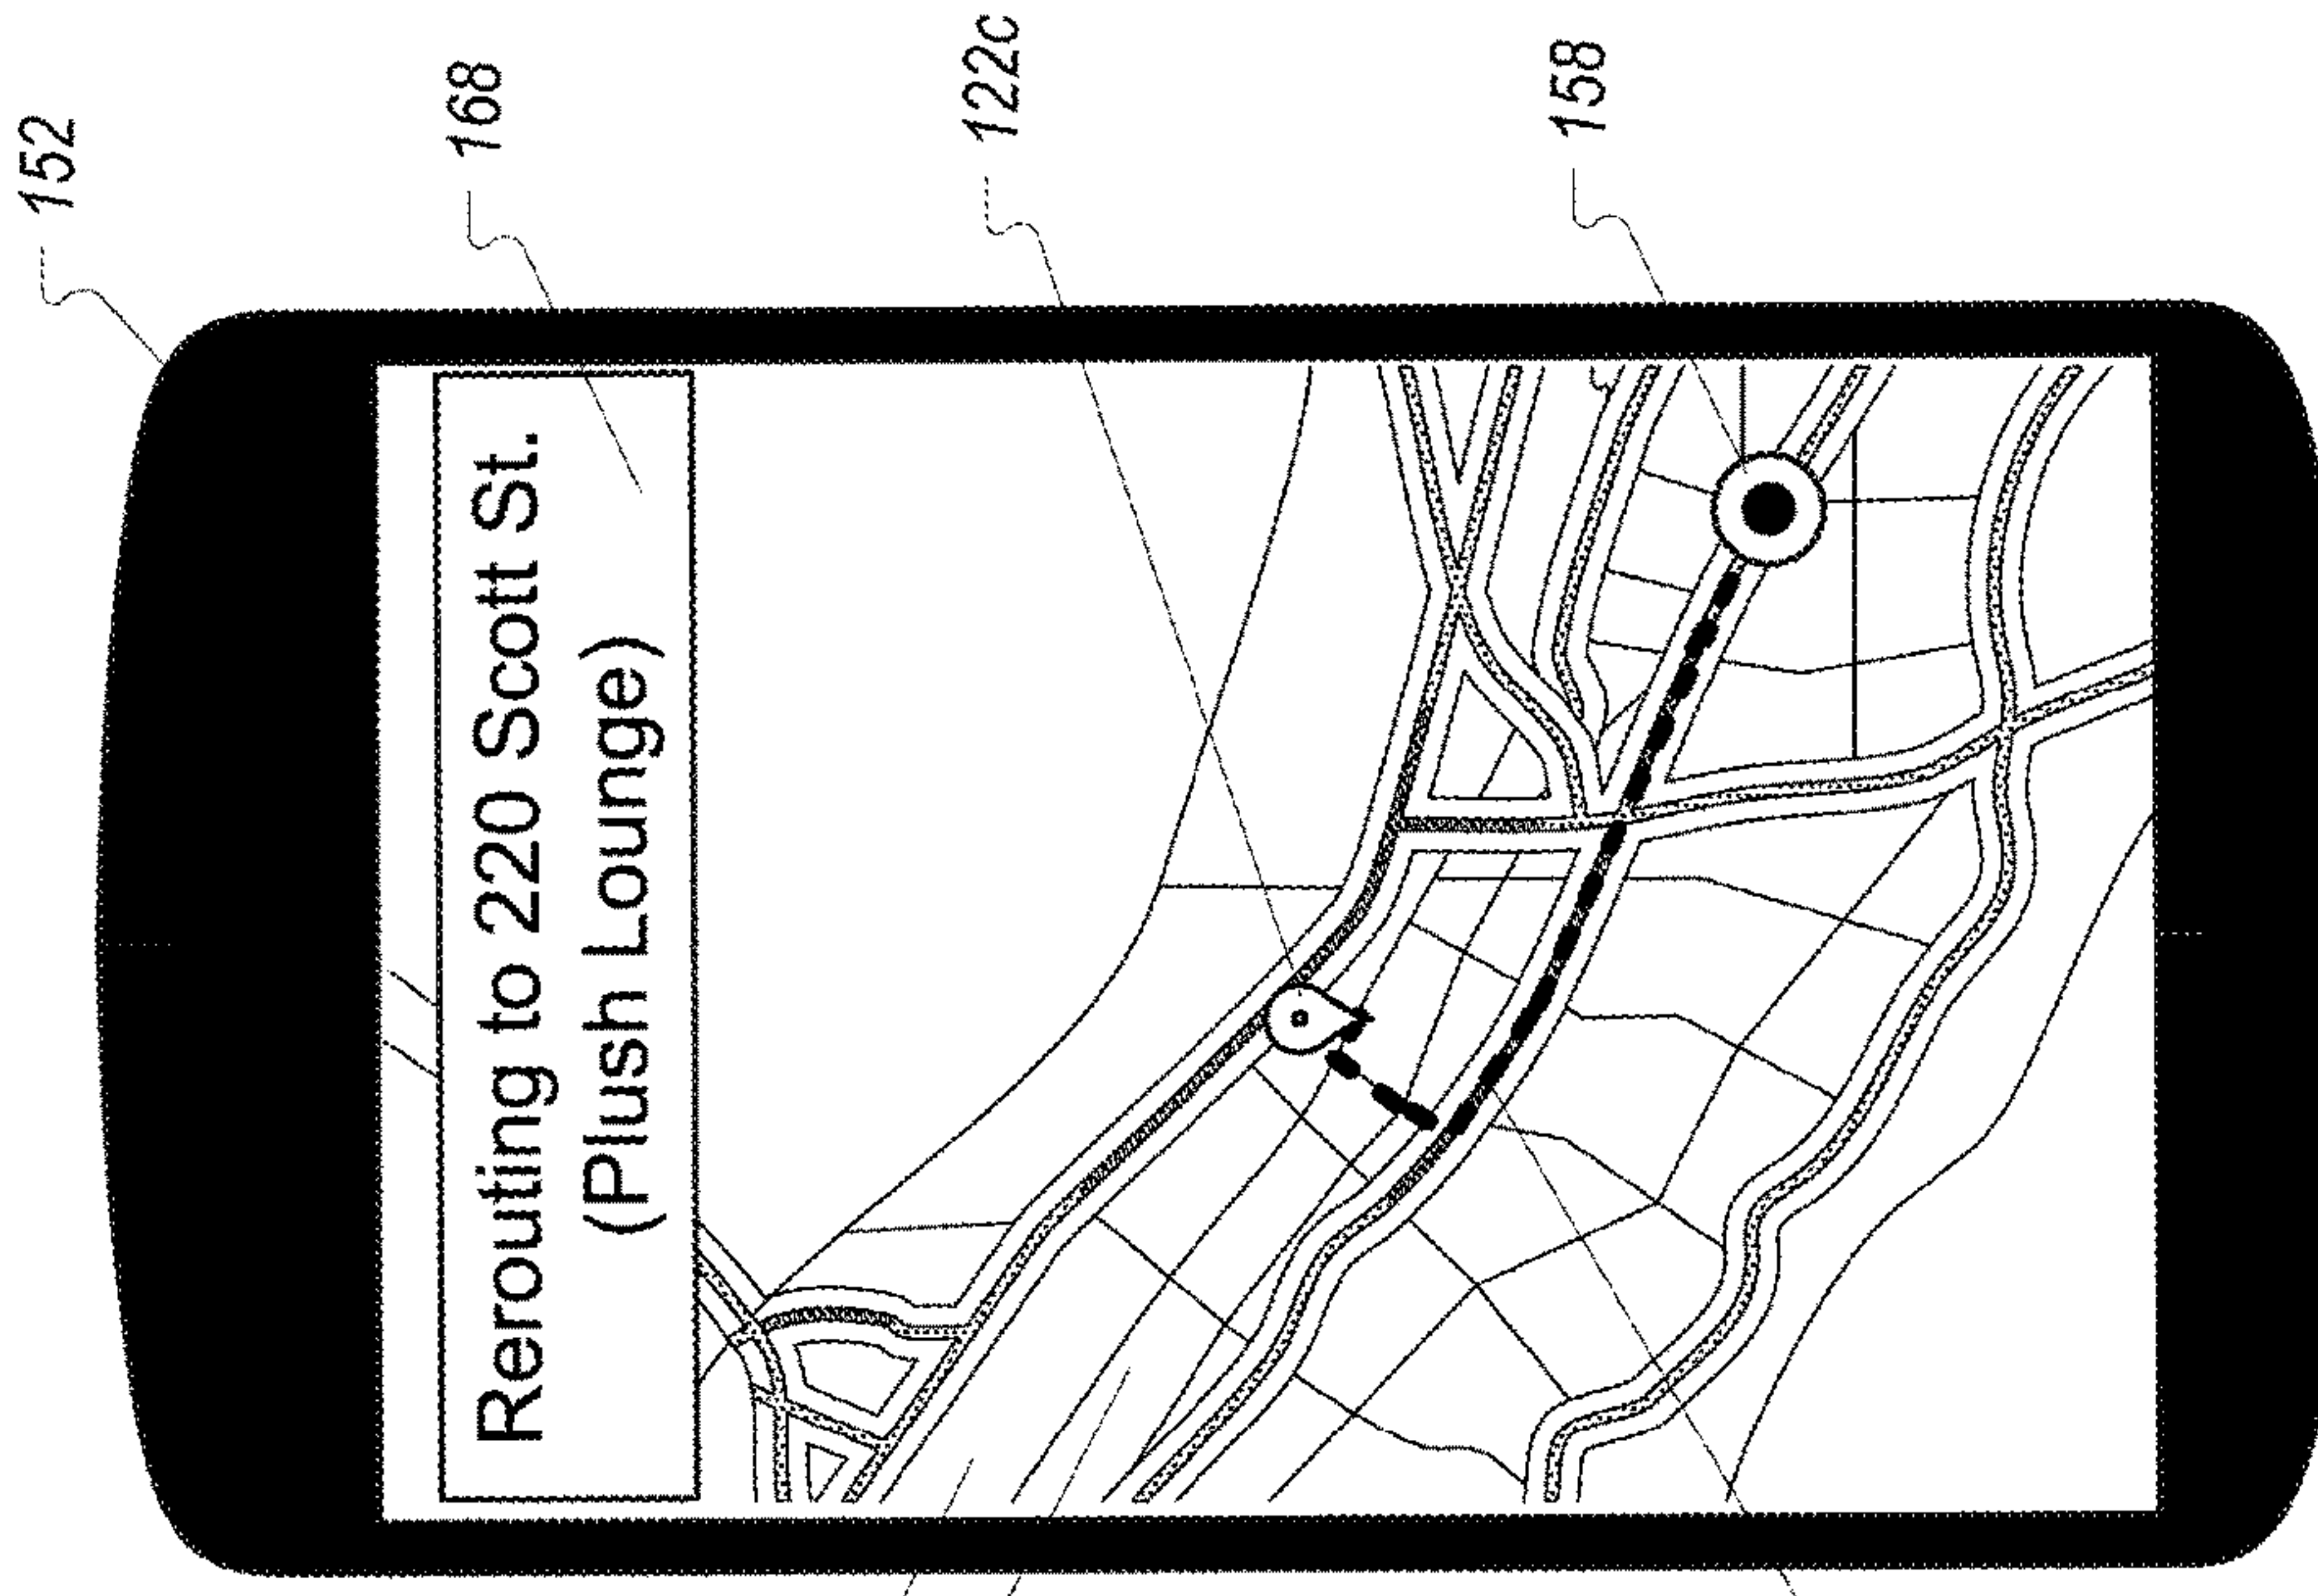 152
168
Rerouting to 220 Scott St.
(Plush Lounge)
122c
158